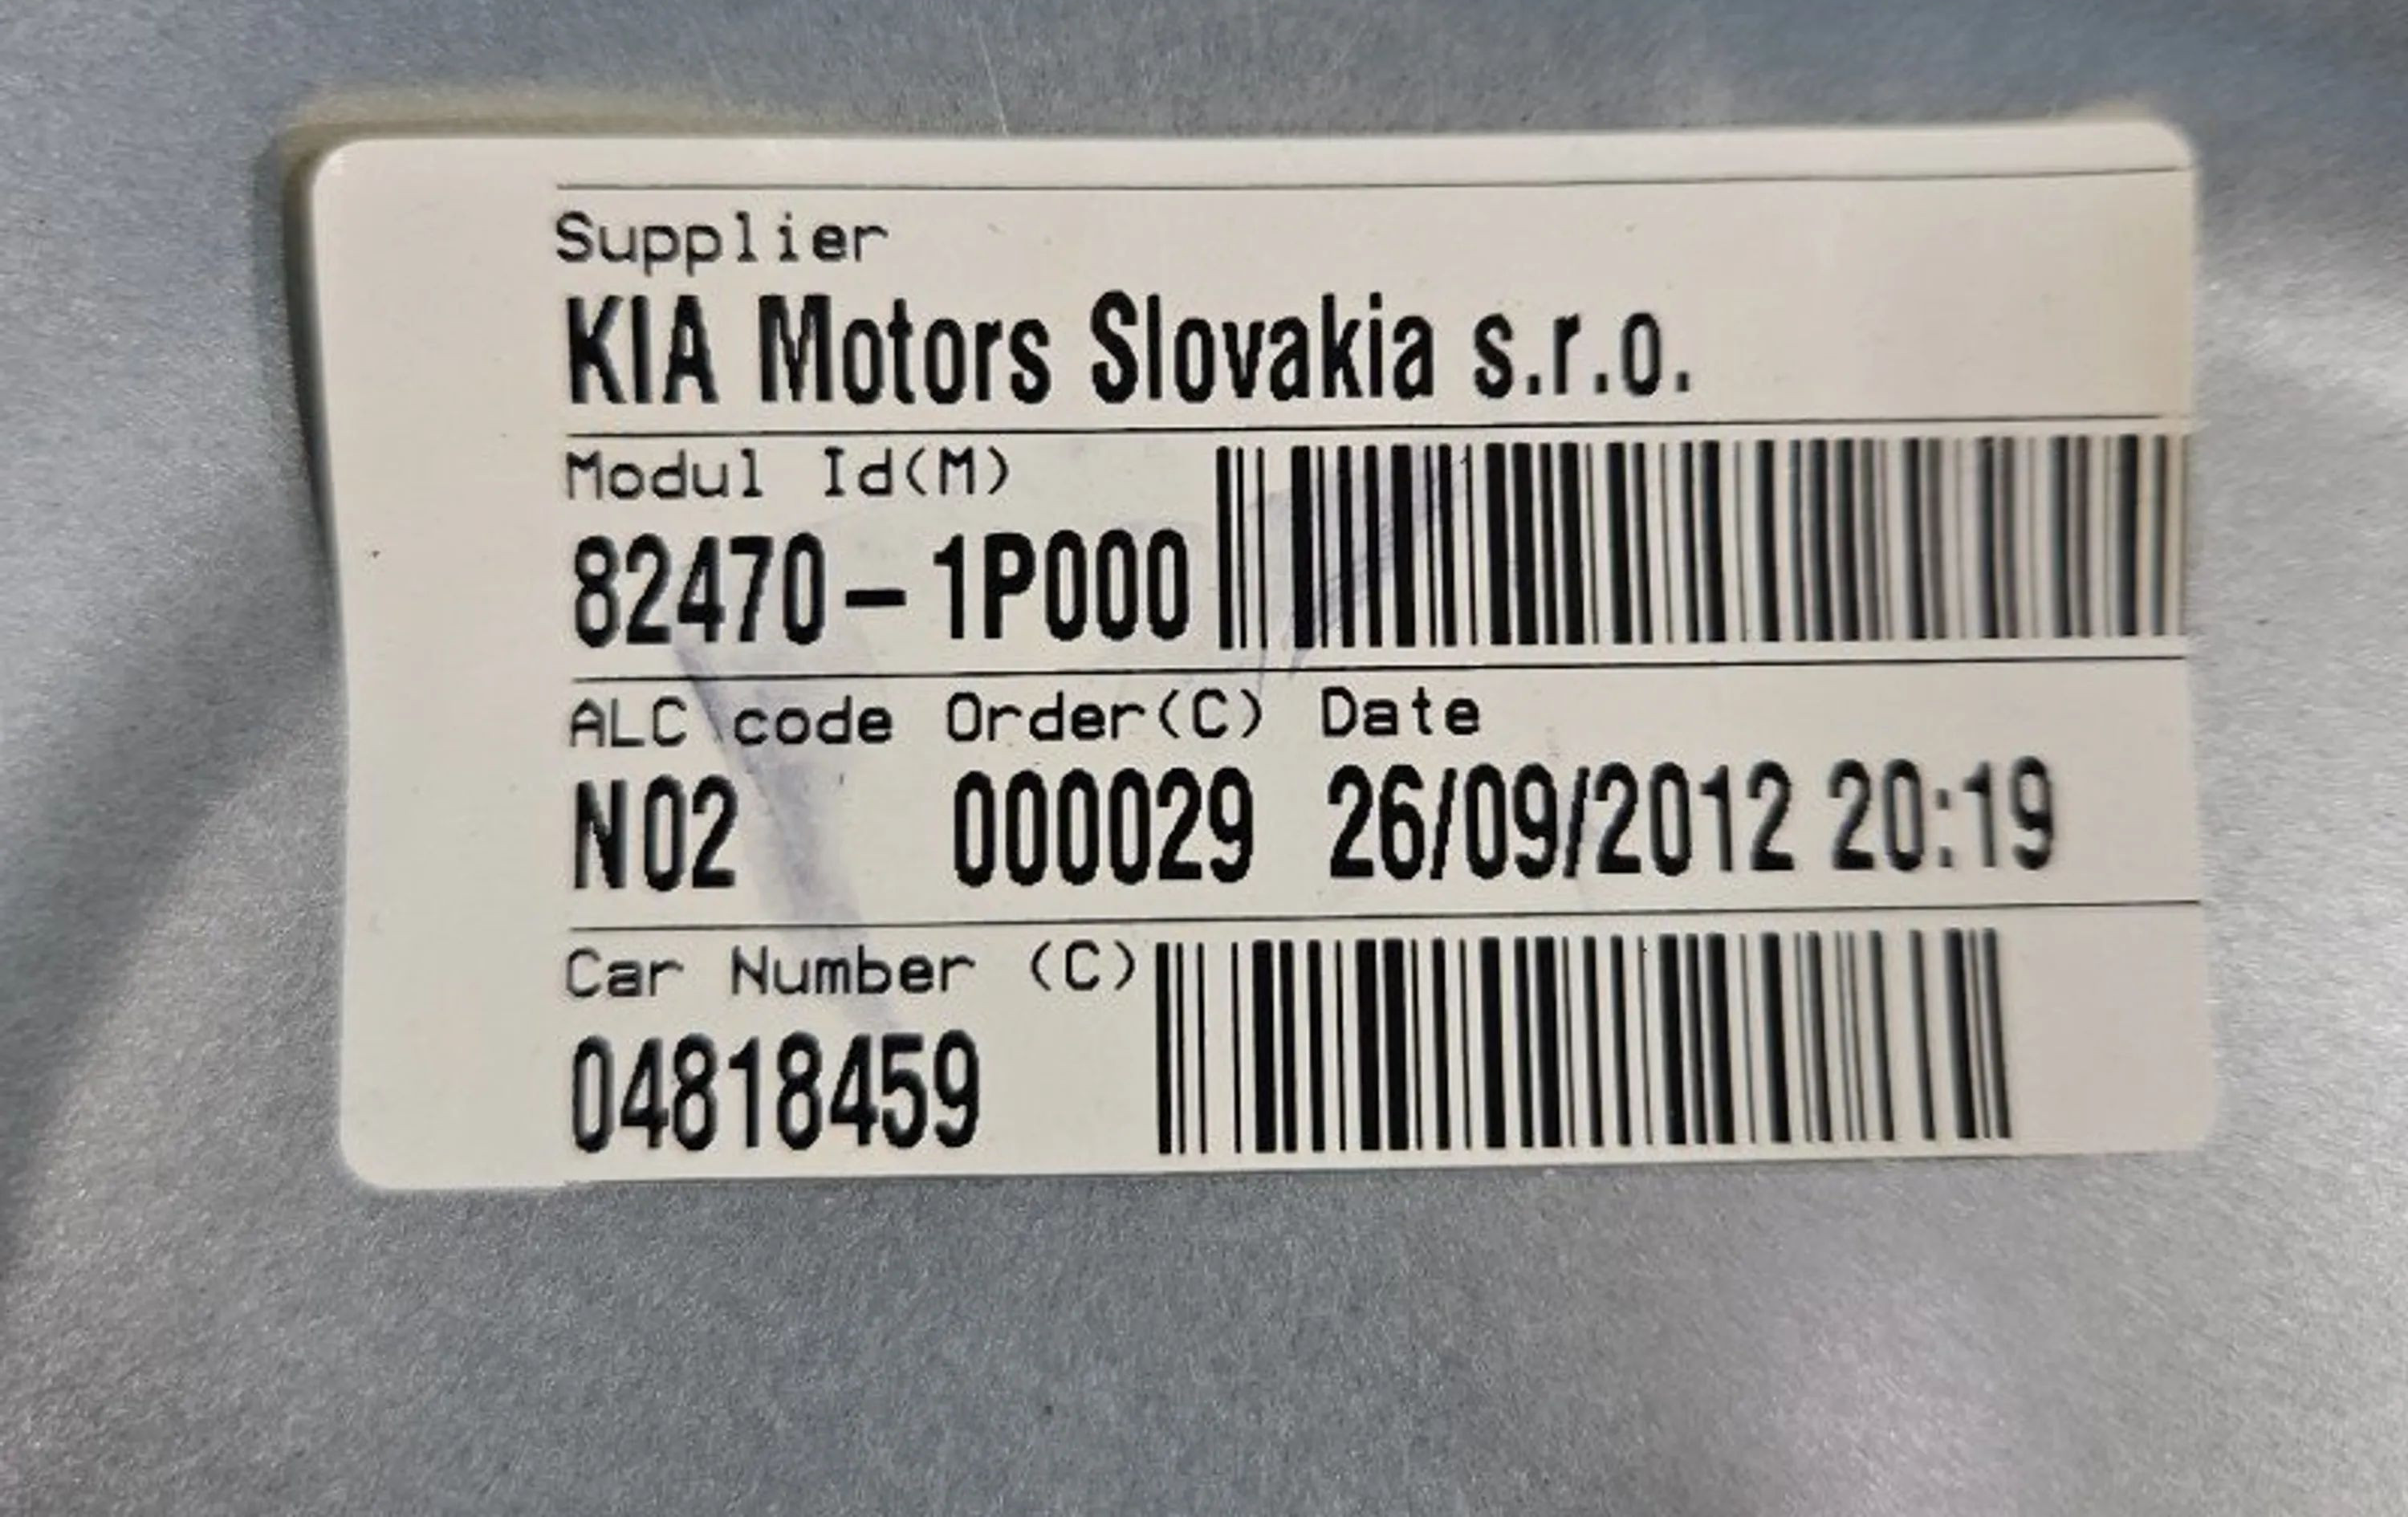 Supplier
KIA Motors Slovakia s.r.o.
Modul Id(M)
82470-1P000
ALC code Order(C) Date
N02 000029 26/09/2012 20:19
Car Number (C)
04818459